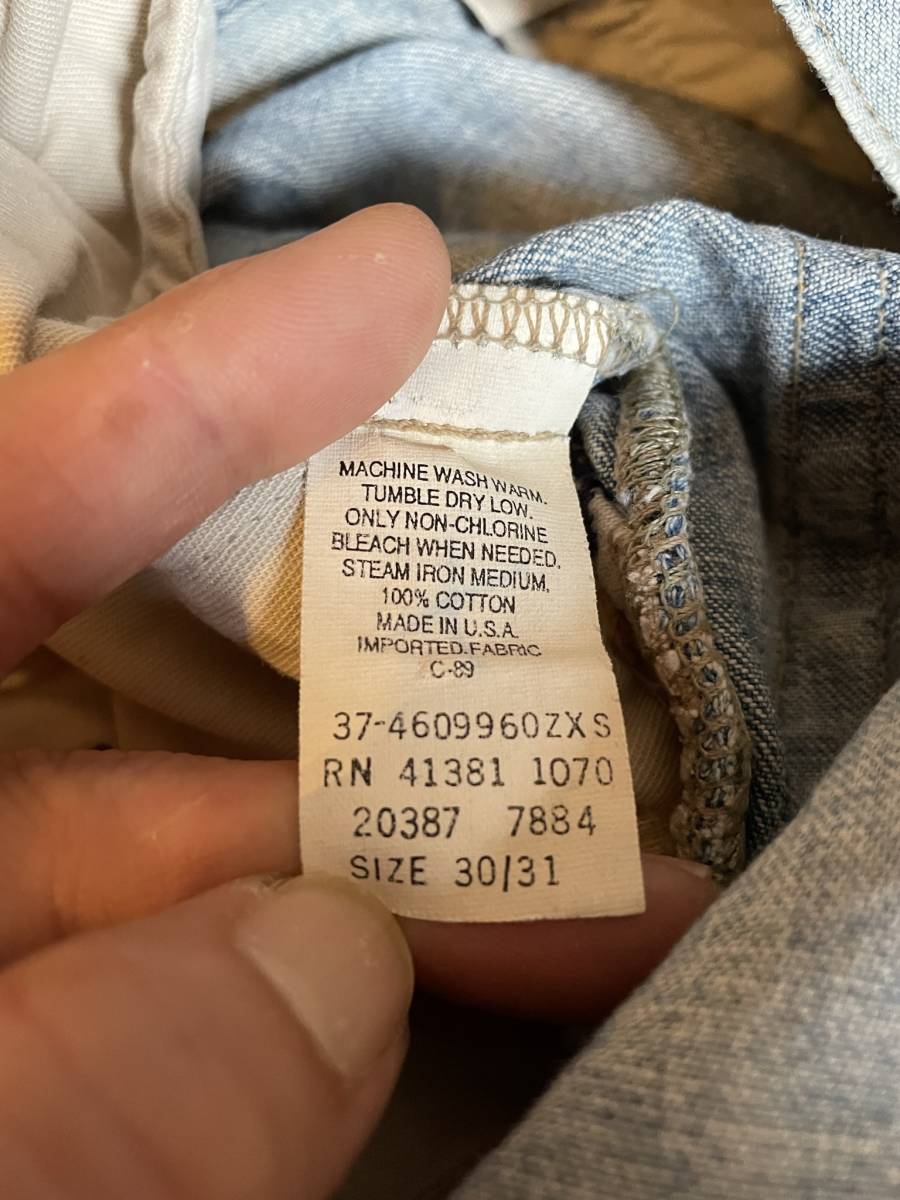 MACHINE WASH WARM.
TUMBLE DRY LOW.
ONLY NON-CHLORINE
BLEACH WHEN NEEDED.
STEAM IRON MEDIUM.
100% COTTON
MADE IN U.S.A.
IMPORTED FABRIC
C-89
37-4609960ZXS
RN 41381 1070
20387 7884
SIZE 30/31